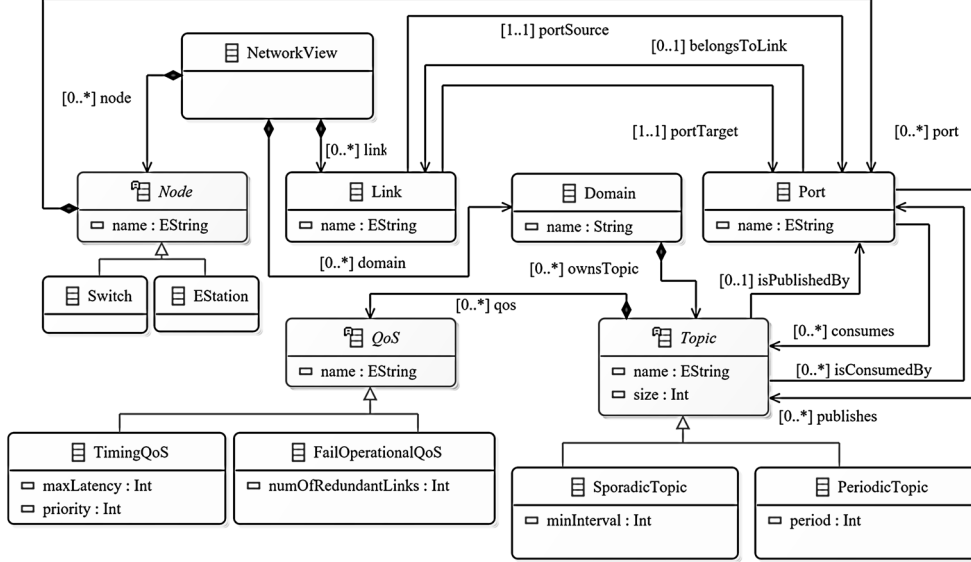 [1..1] portSource
NetworkView
[0..1] belongsToLink
[0..*] node
[1..1] portTarget
[0..*] port
[0..*] link
Node
name : EString
Link
name : EString
Domain
name : String
Port
name : EString
[0..*] domain
[0..*] ownsTopic
[0..1] isPublishedBy
Switch
EStation
[0..*] qos
QoS
name : EString
Topic
name : EString
size : Int
[0..*] consumes
[0..*] isConsumedBy
[0..*] publishes
TimingQoS
maxLatency : Int
priority : Int
FailOperationalQoS
numOfRedundantLinks : Int
SporadicTopic
minInterval : Int
PeriodicTopic
period : Int